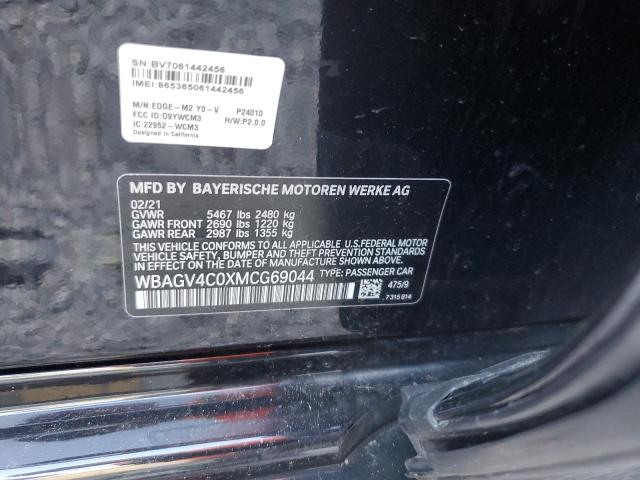 SN:BV7061442456
IMEI:865365061442456
M/N:EDGE-M2 Y0-V P24010
FCC ID:O9YWCM3 H/W:P2.0.0
IC:22952-WCM3
Designed in California
MFD BY BAYERISCHE MOTOREN WERKE AG
02/21
GVWR 5467 lbs 2480 kg
GAWR FRONT 2690 lbs 1220 kg
GAWR REAR 2987 lbs 1355 kg
THIS VEHICLE CONFORMS TO ALL APPLICABLE U.S.FEDERAL MOTOR
VEHICLE SAFETY, BUMPER, AND THEFT PREVENTION
STANDARDS IN EFFECT ON THE DATE OF MANUFACTURE SHOWN ABOVE.
WBAGV4C0XMCG69044 TYPE: PASSENGER CAR
475/9
7 315 814